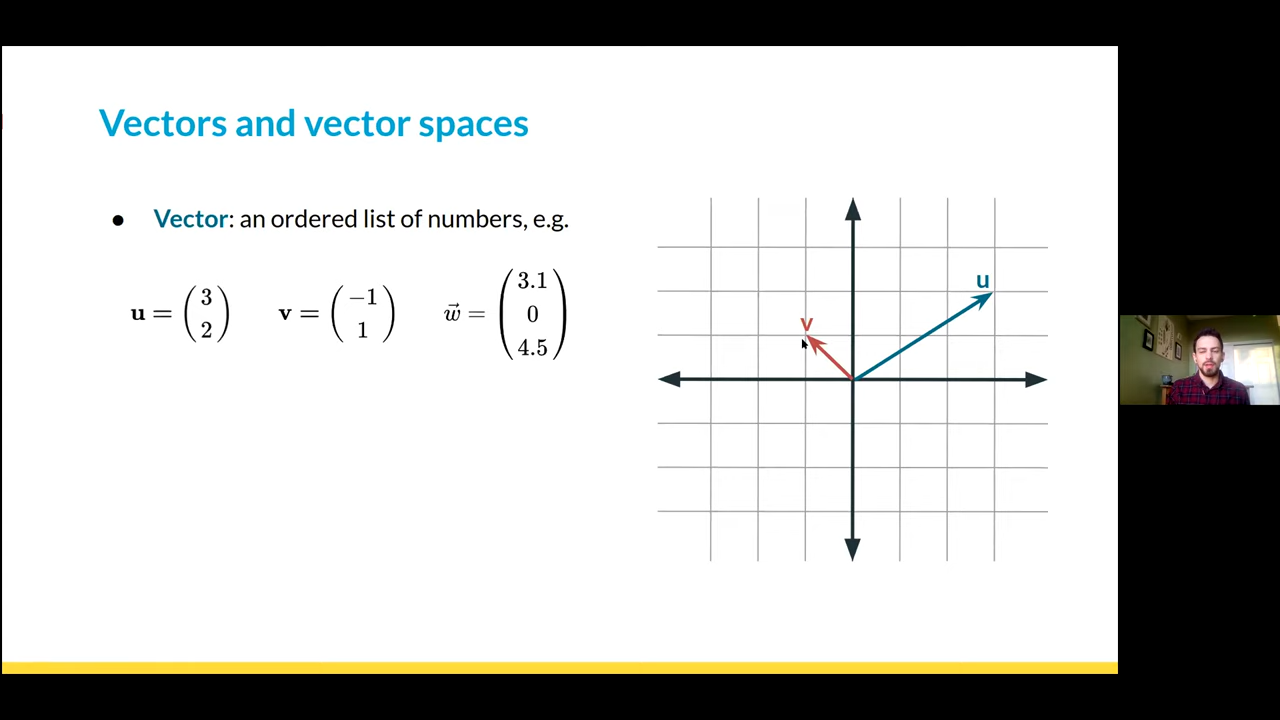 Vectors and vector spaces
● Vector: an ordered list of numbers, e.g.
u = (3 2) v = (−1 1) w⃗ = (3.1 0 4.5)
u
v